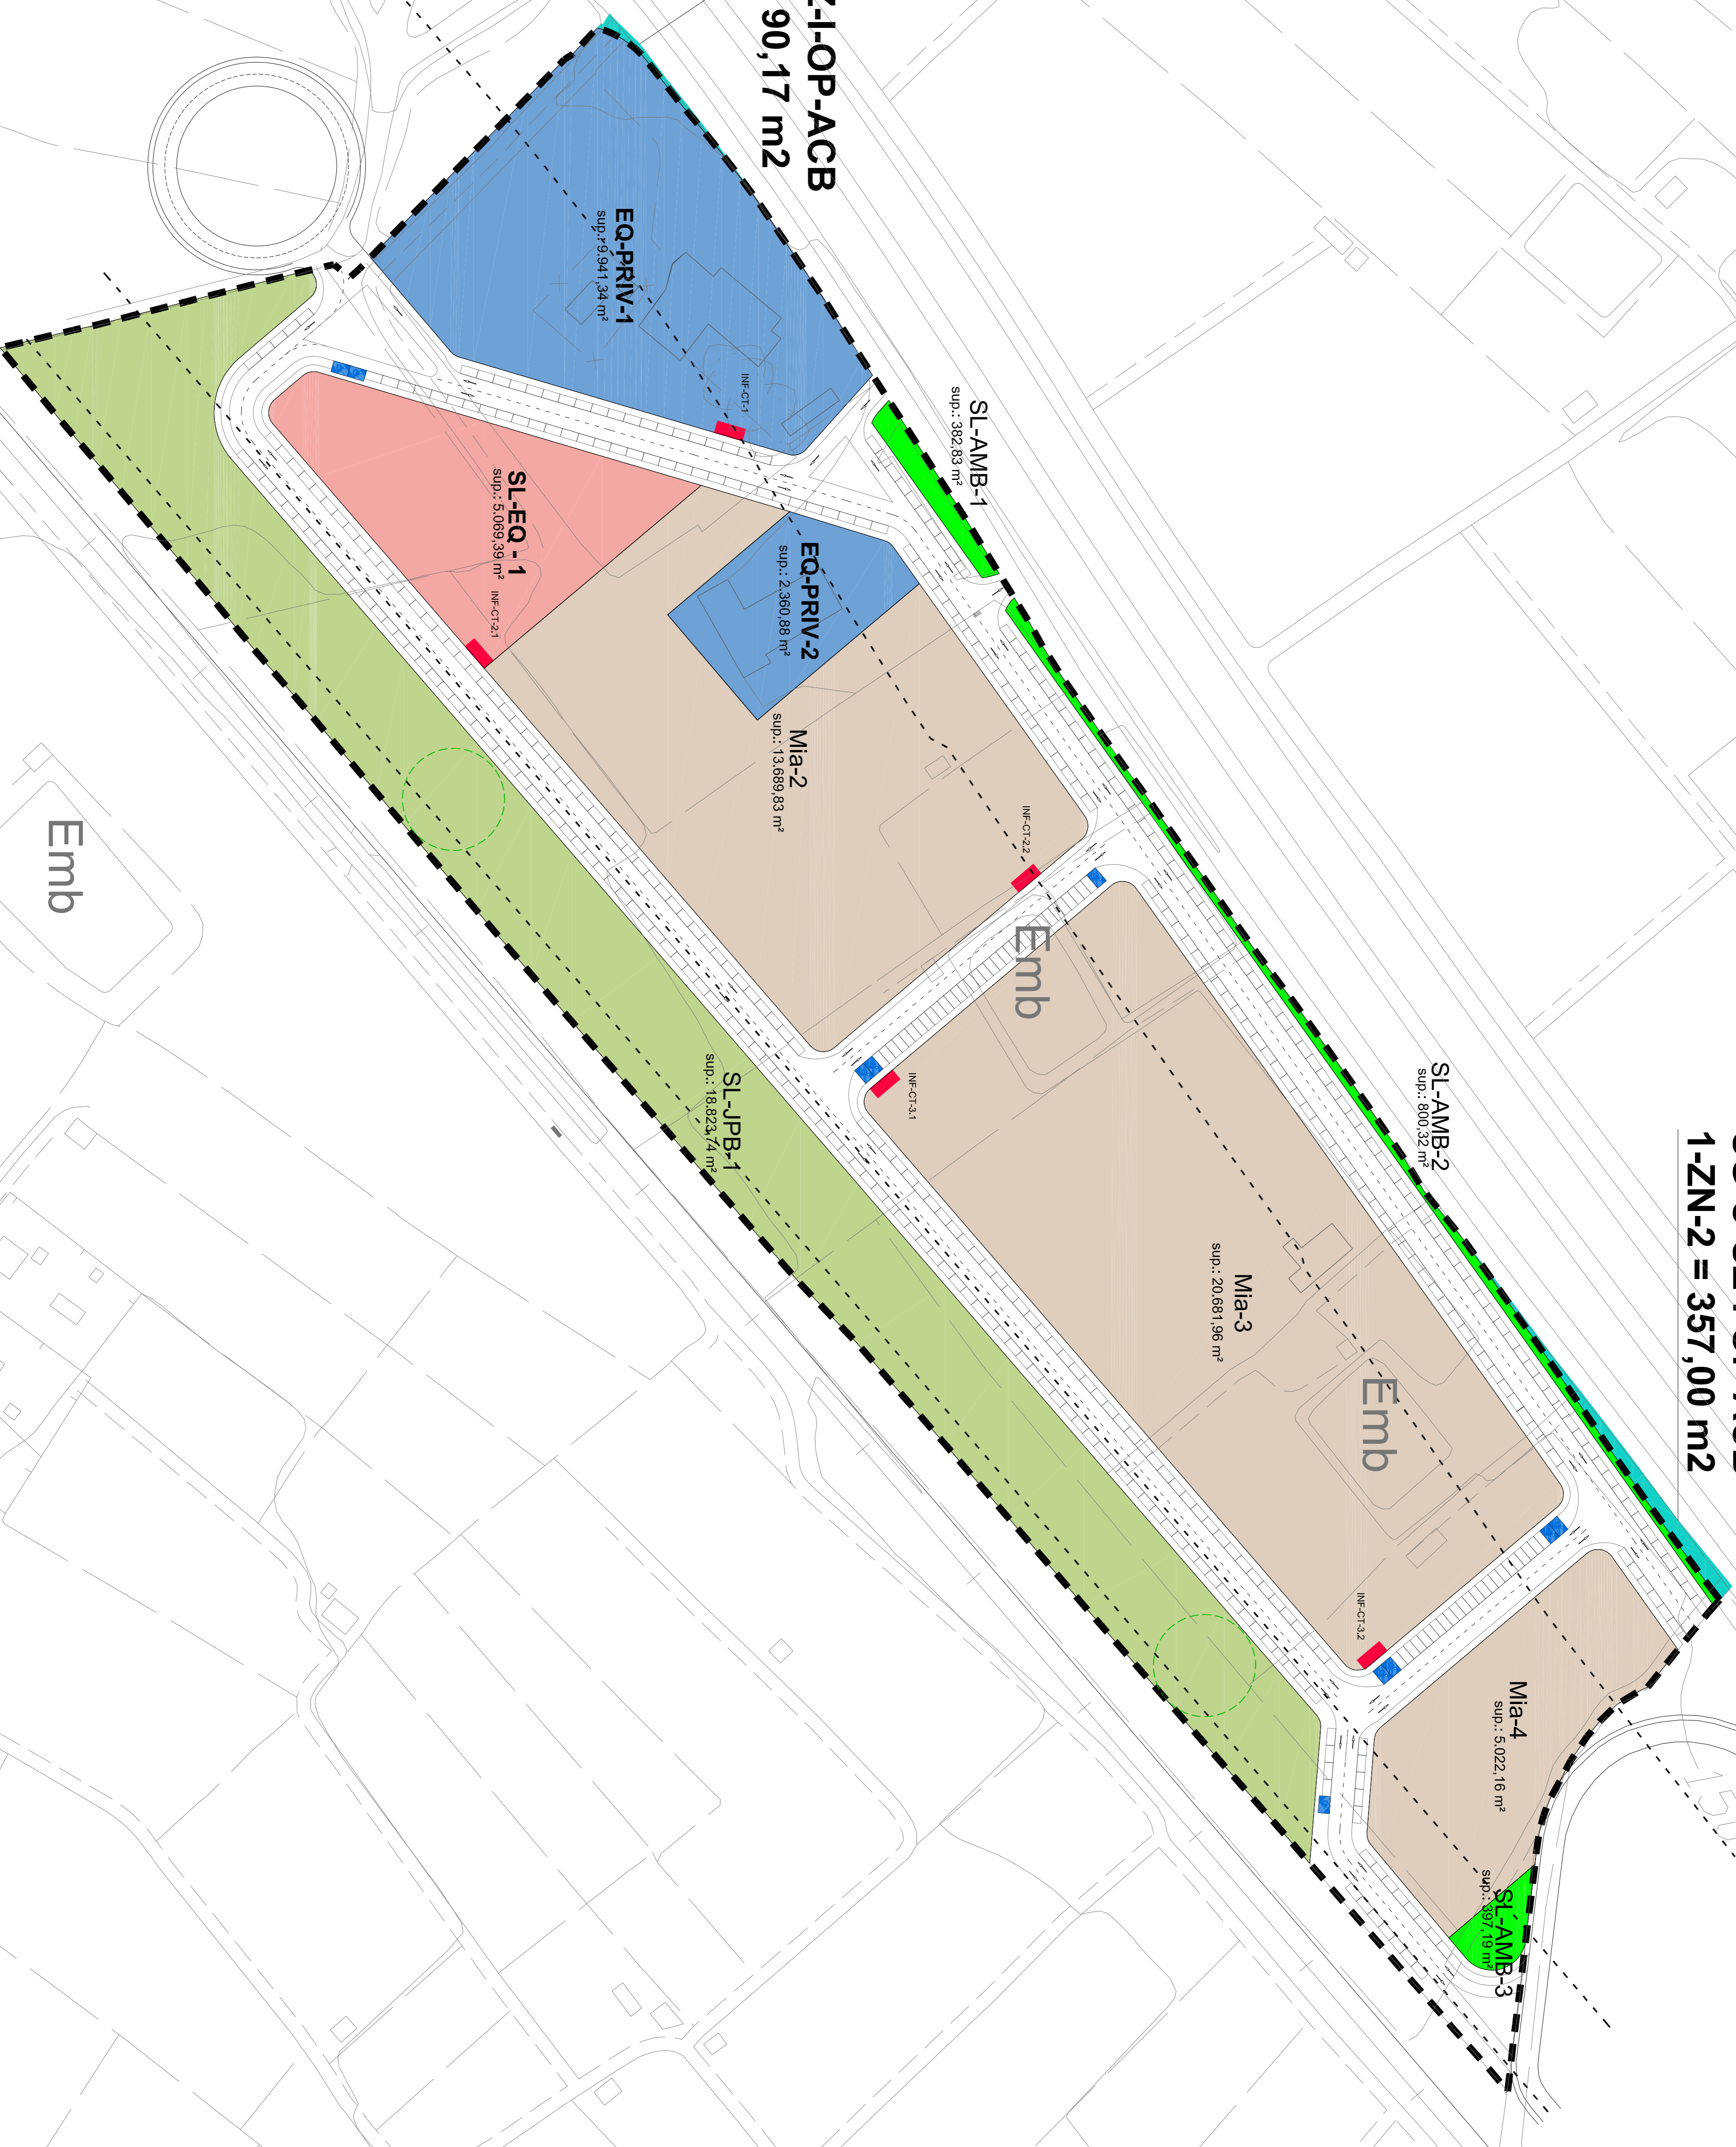 Z-I-OP-ACB
90,17 m2
EQ-PRIV-1
sup.: 9.941,34 m²
INF-CT-1
SL-AMB-1
sup.: 382,83 m²
SL-EQ - 1
sup.: 5.069,39 m²
INF-CT-2.1
EQ-PRIV-2
sup.: 2.360,88 m²
Mia-2
sup.: 13.689,83 m²
INF-CT-2.2
Emb
Emb
INF-CT-3.1
SL-JPB-1
sup.: 18.823,74 m²
SL-AMB-2
sup.: 800,32 m²
1-ZN-2 = 357,00 m2
Mia-3
sup.: 20.681,96 m²
Emb
INF-CT-3.2
Mia-4
sup.: 5.022,16 m²
SL-AMB-3
sup.: 397,19 m²